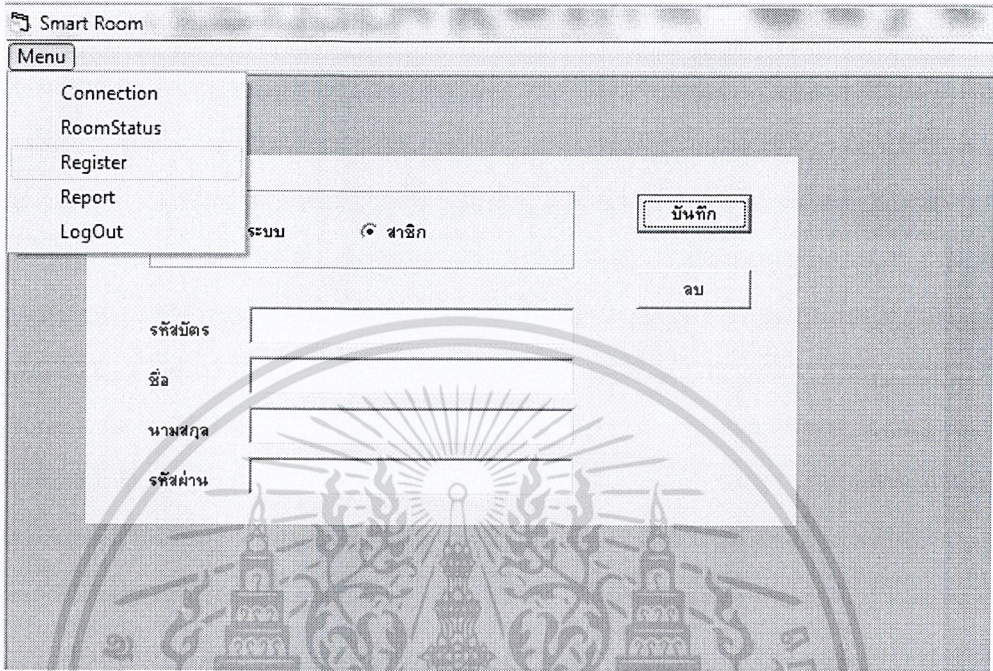 Smart Room
Menu
Connection
RoomStatus
Register
Report
LogOut
ระบบ
สาชิก
บันทึก
ลบ
รหัสบัตร
ชื่อ
นามสกุล
รหัสผ่าน